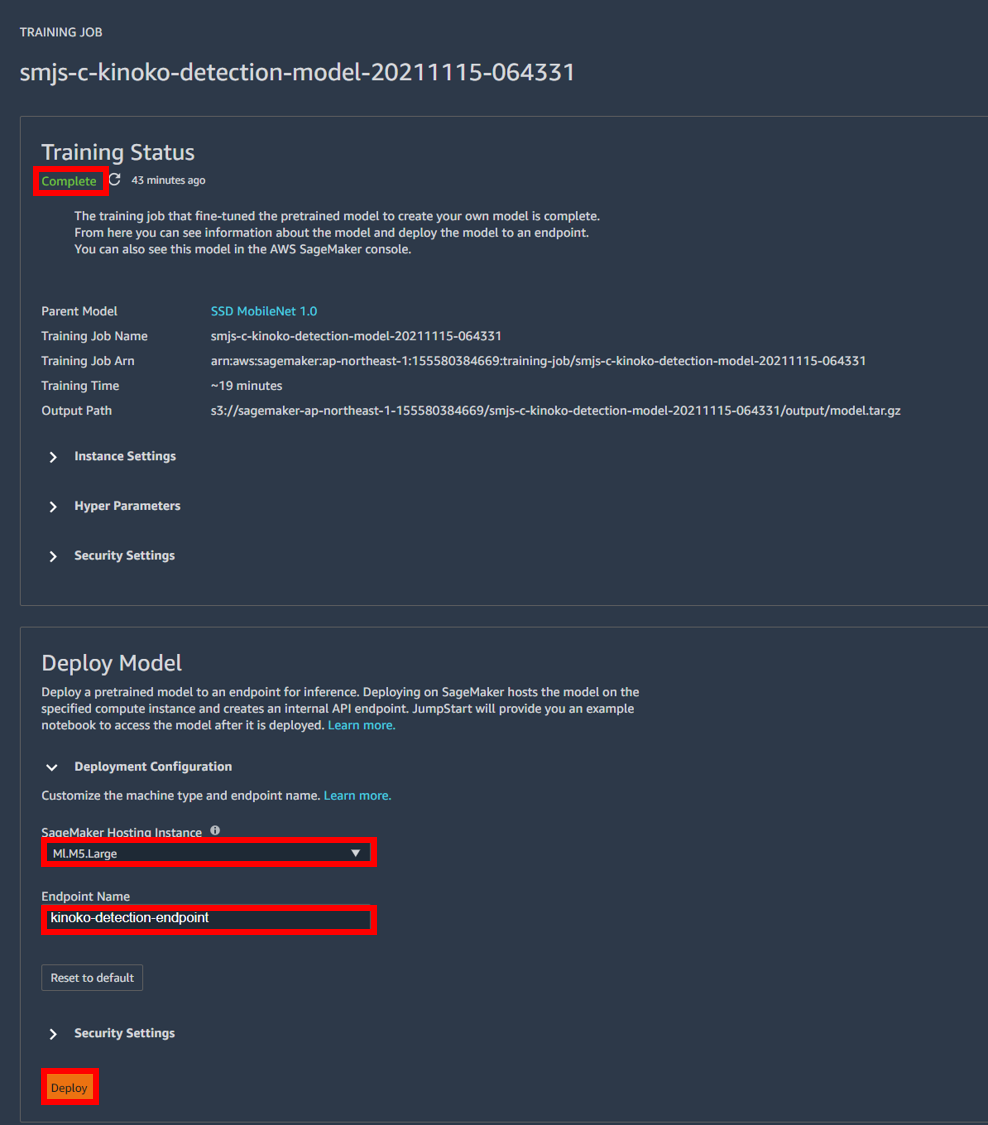 TRAINING JOB
smjs-c-kinoko-detection-model-20211115-064331
Training Status
Complete 43 minutes ago
The training job that fine-tuned the pretrained model to create your own model is complete.
From here you can see information about the model and deploy the model to an endpoint.
You can also see this model in the AWS SageMaker console.
Parent Model SSD MobileNet 1.0
Training Job Name smjs-c-kinoko-detection-model-20211115-064331
Training Job Arn arn:aws:sagemaker:ap-northeast-1:155580384669:training-job/smjs-c-kinoko-detection-model-20211115-064331
Training Time ~19 minutes
Output Path s3://sagemaker-ap-northeast-1-155580384669/smjs-c-kinoko-detection-model-20211115-064331/output/model.tar.gz
Instance Settings
Hyper Parameters
Security Settings
Deploy Model
Deploy a pretrained model to an endpoint for inference. Deploying on SageMaker hosts the model on the
specified compute instance and creates an internal API endpoint. JumpStart will provide you an example
notebook to access the model after it is deployed. Learn more.
Deployment Configuration
Customize the machine type and endpoint name. Learn more.
SageMaker Hosting Instance
Ml.M5.Large
Endpoint Name
kinoko-detection-endpoint
Reset to default
Security Settings
Deploy